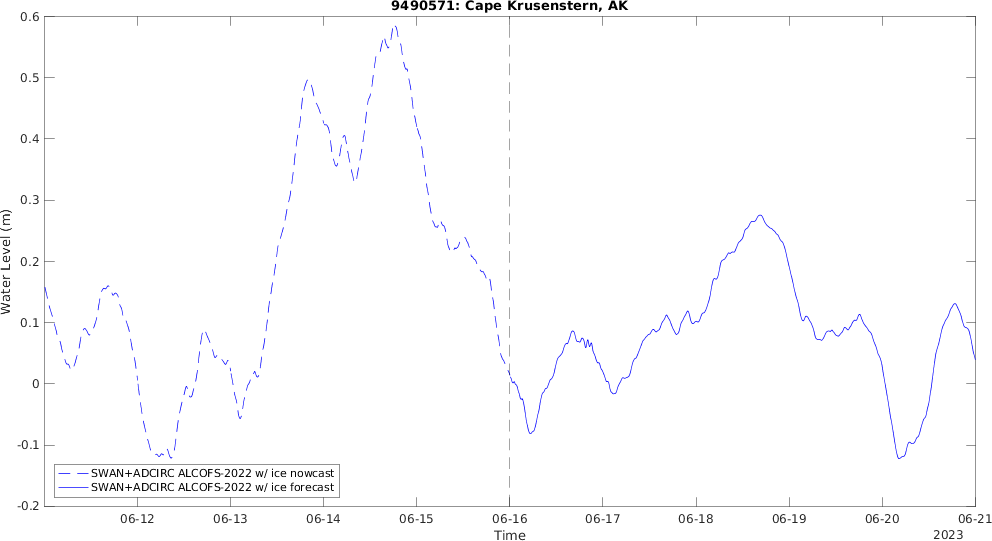 9490571: Cape Krusenstern, AK
0.6
0.5
0.4
0.3
0.2
0.1
0
-0.1
-0.2
Water Level (m)
SWAN+ADCIRC ALCOFS-2022 w/ ice nowcast
SWAN+ADCIRC ALCOFS-2022 w/ ice forecast
06-12 06-13 06-14 06-15 06-16 06-17 06-18 06-19 06-20 06-21
Time
2023